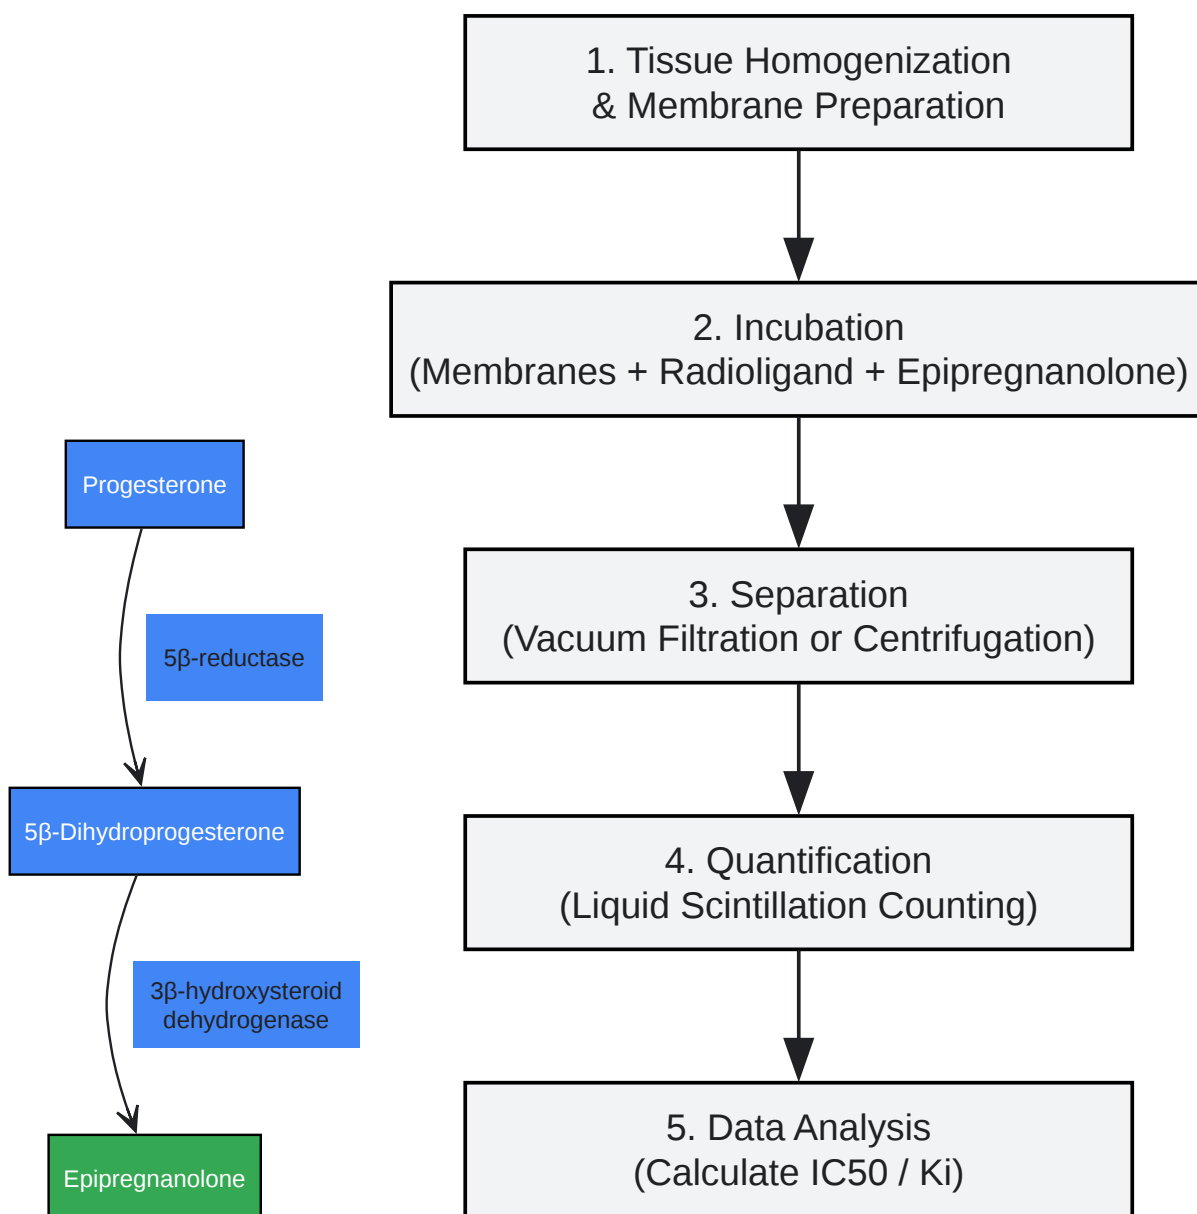 1. Tissue Homogenization
& Membrane Preparation
2. Incubation
(Membranes + Radioligand + Epipregnanolone)
3. Separation
(Vacuum Filtration or Centrifugation)
4. Quantification
(Liquid Scintillation Counting)
5. Data Analysis
(Calculate IC50 / Ki)
Progesterone
5β-reductase
5β-Dihydroprogesterone
3β-hydroxysteroid
dehydrogenase
Epipregnanolone